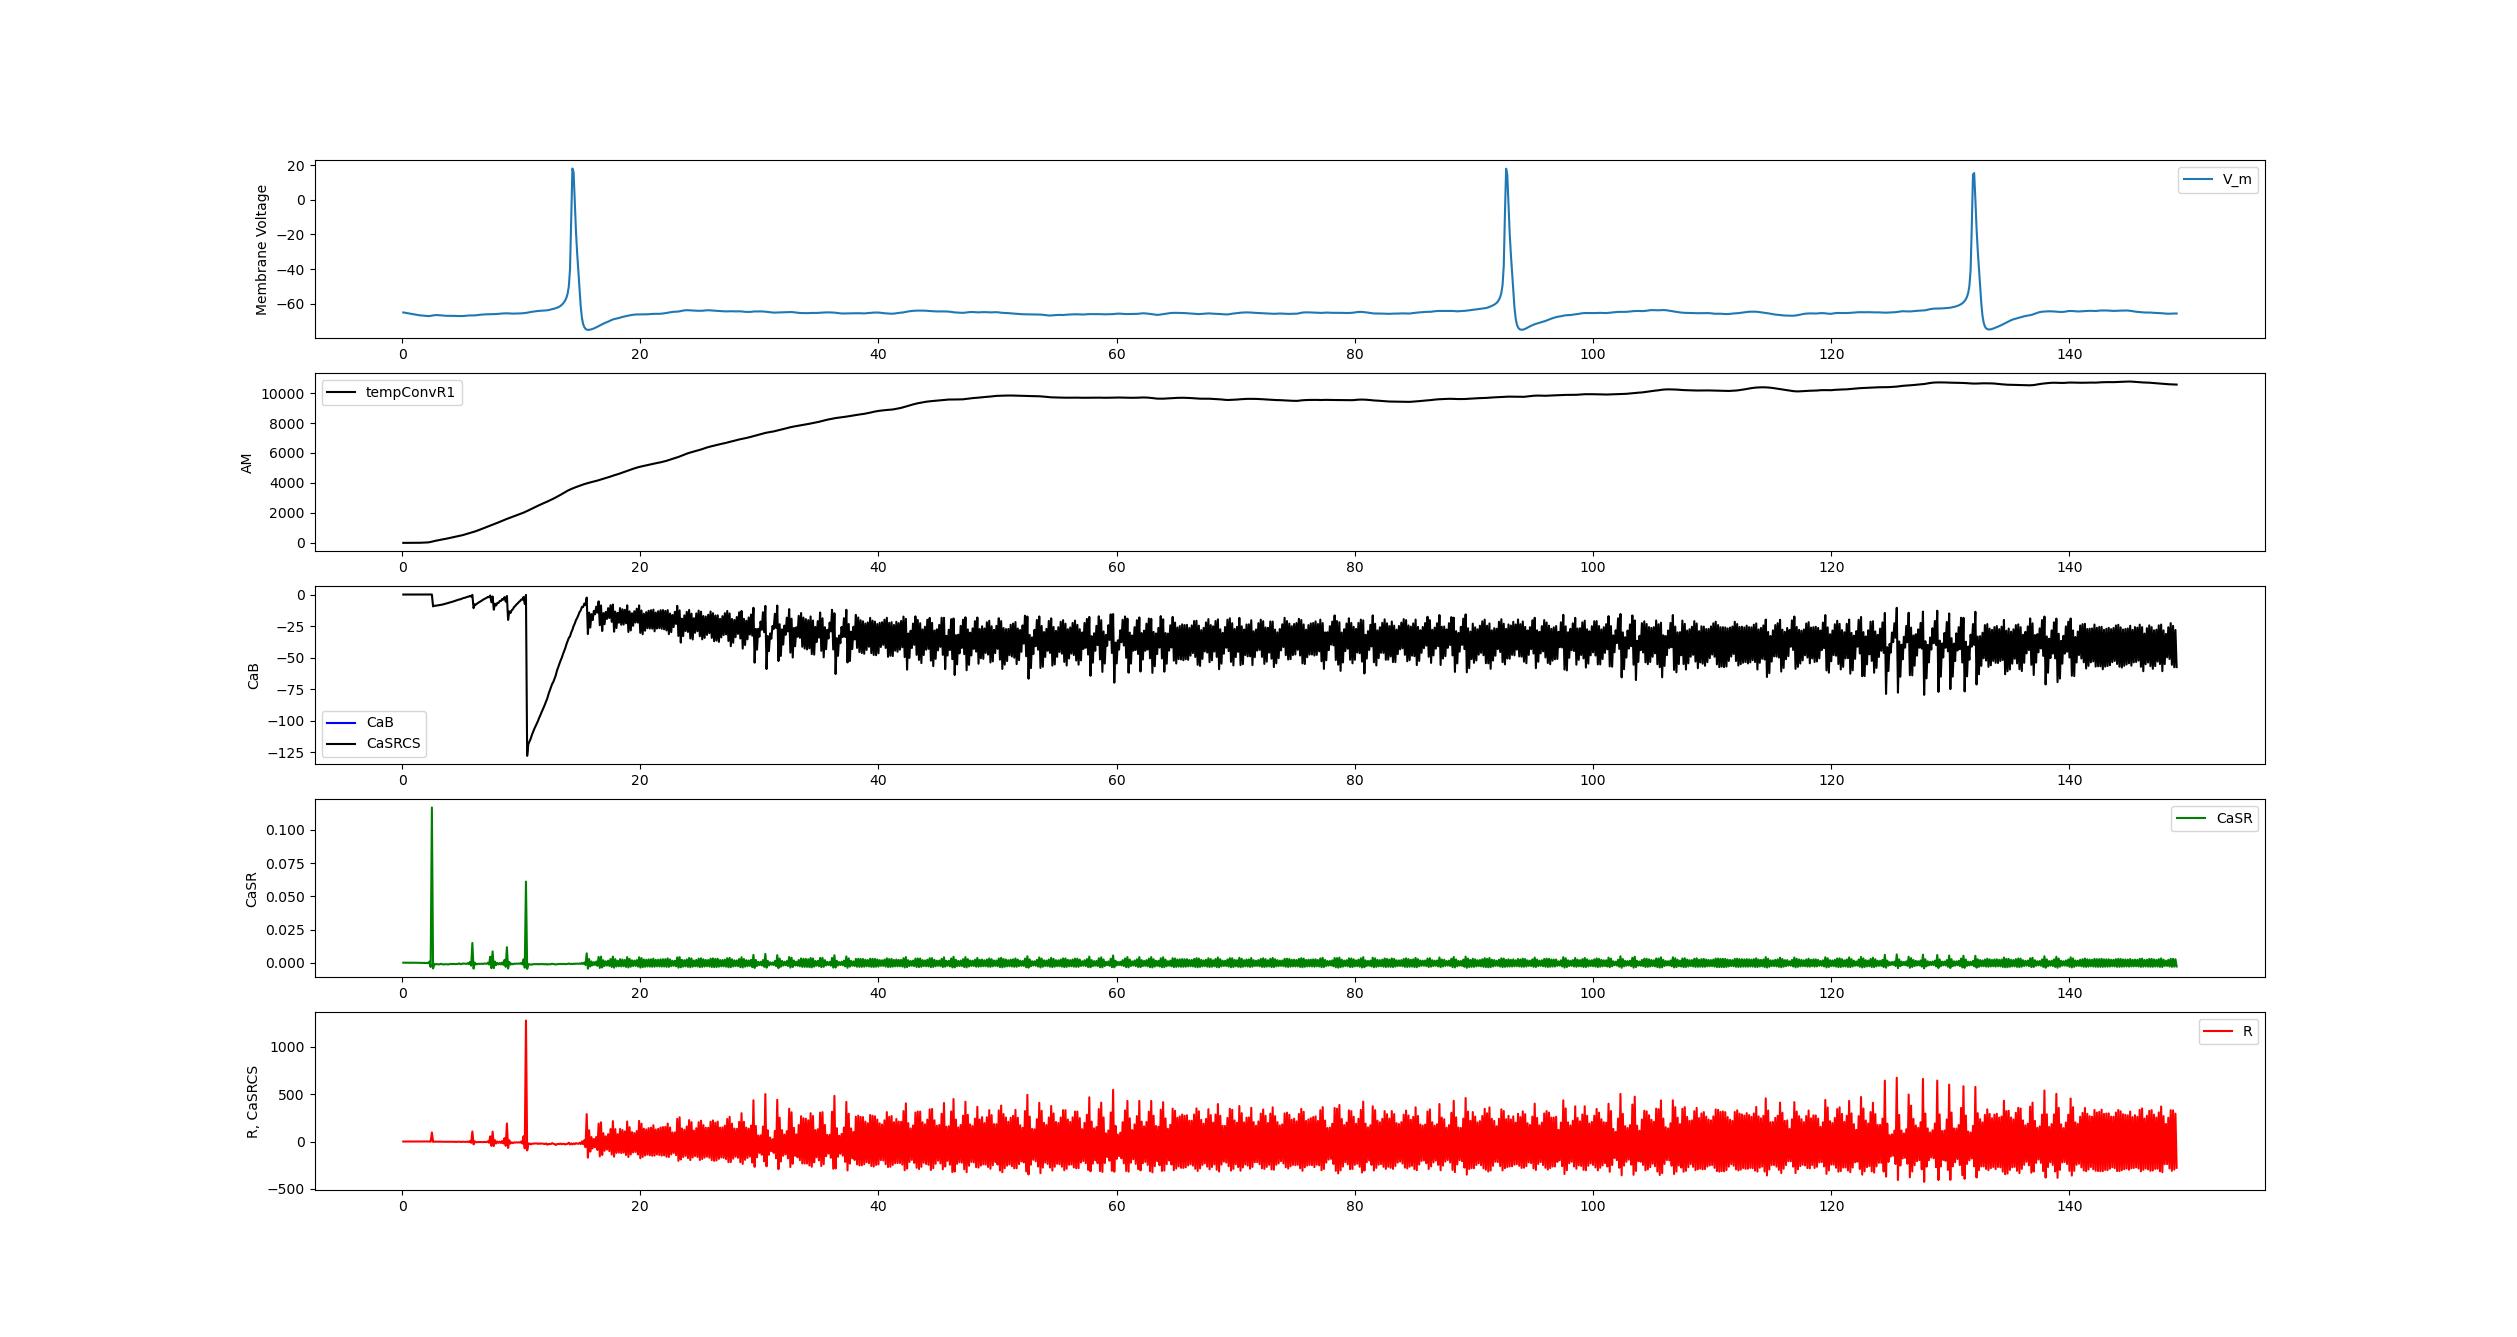 20
0
−20
−40
−60
Membrane Voltage
V_m
0 20 40 60 80 100 120 140
10000
8000
6000
4000
2000
0
AM
tempConvR1
0 20 40 60 80 100 120 140
0
−25
−50
−75
−100
−125
CaB
CaB
CaSRCS
0 20 40 60 80 100 120 140
0.100
0.075
0.050
0.025
0.000
CaSR
CaSR
0 20 40 60 80 100 120 140
1000
500
0
−500
R, CaSRCS
R
0 20 40 60 80 100 120 140